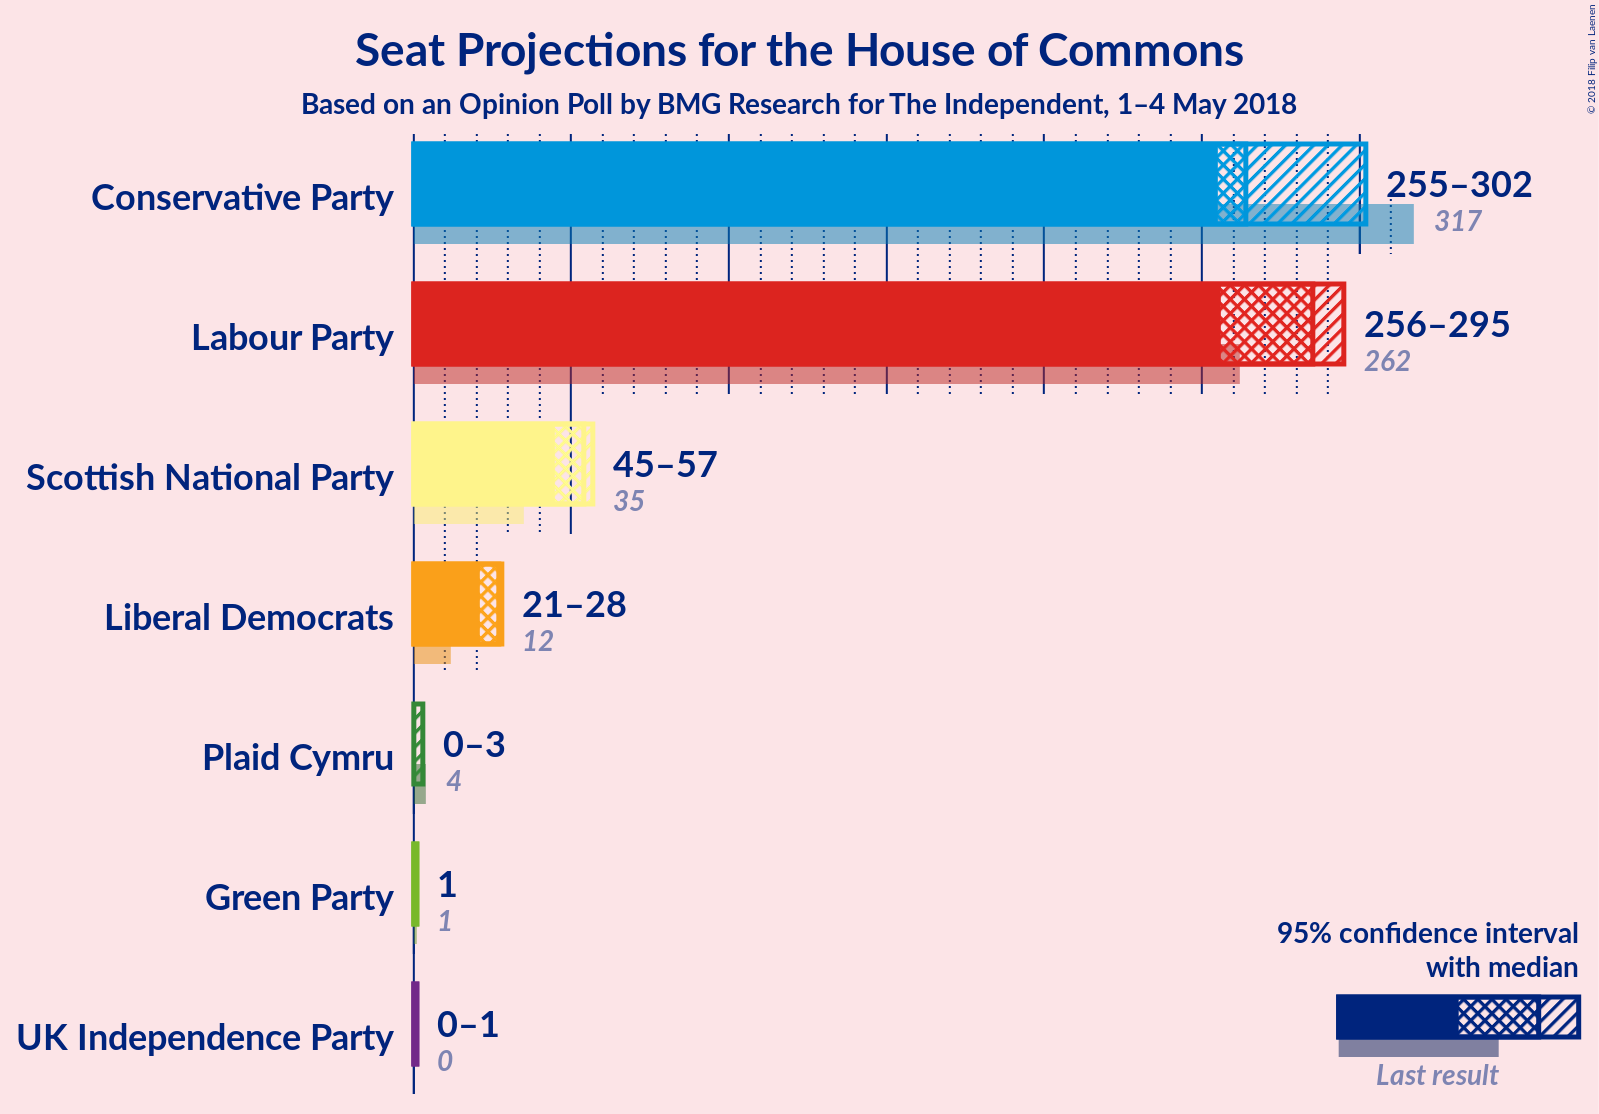 Seat Projections for the House of Commons
Based on an Opinion Poll by BMG Research for The Independent, 1–4 May 2018
© 2018 Filip van Laenen
Conservative Party
255–302
317
Labour Party
256–295
262
Scottish National Party
45–57
35
Liberal Democrats
21–28
12
Plaid Cymru
0–3
4
Green Party
1
1
UK Independence Party
0–1
0
95% confidence interval
with median
Last result